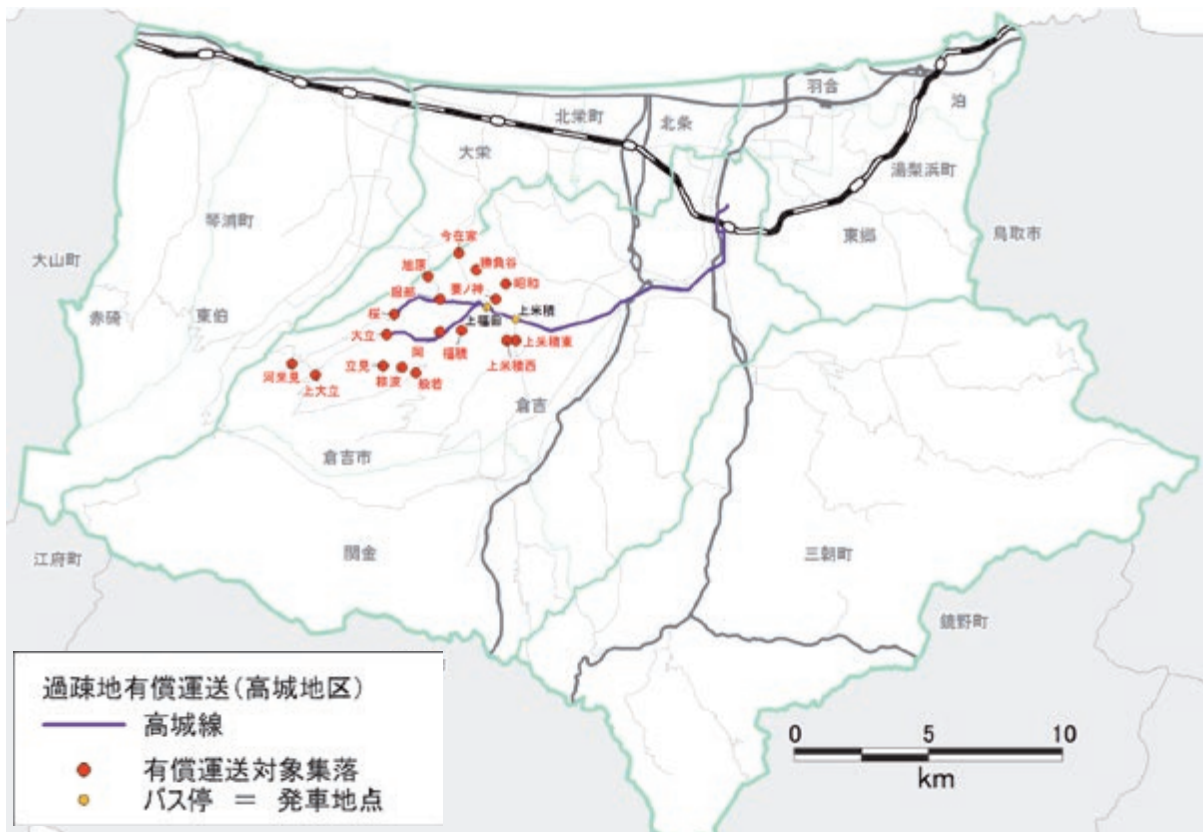 羽合
泊
北栄町
北条
大栄
湯梨浜町
琴浦町
東郷
鳥取市
大山町
今在家
勝負谷
旭原
昭和
服部
妻ノ神
桜
上福田
上米積
赤碕
東伯
大立
岡
福積
上米積東
上米積西
立見
河来見
般若
上大立
倉吉
倉吉市
江府町
関金
三朝町
鏡野町
過疎地有償運送(高城地区)
高城線
有償運送対象集落
バス停 = 発車地点
0 5 10
km